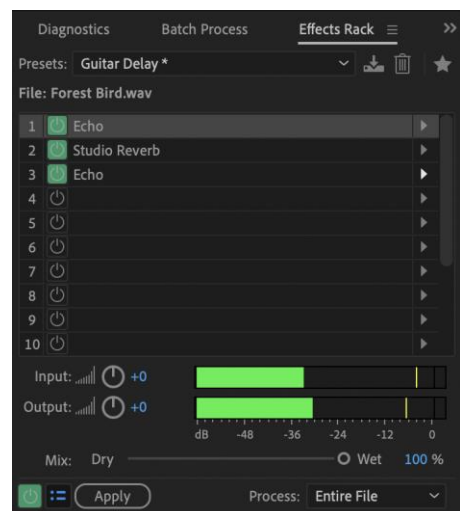 Diagnostics Batch Process Effects Rack
Presets: Guitar Delay *
File: Forest Bird.wav
1 Echo
2 Studio Reverb
3 Echo
4
5
6
7
8
9
10
Input: +0
Output: +0
dB -48 -36 -24 -12 0
Mix: Dry Wet 100 %
Apply Process: Entire File